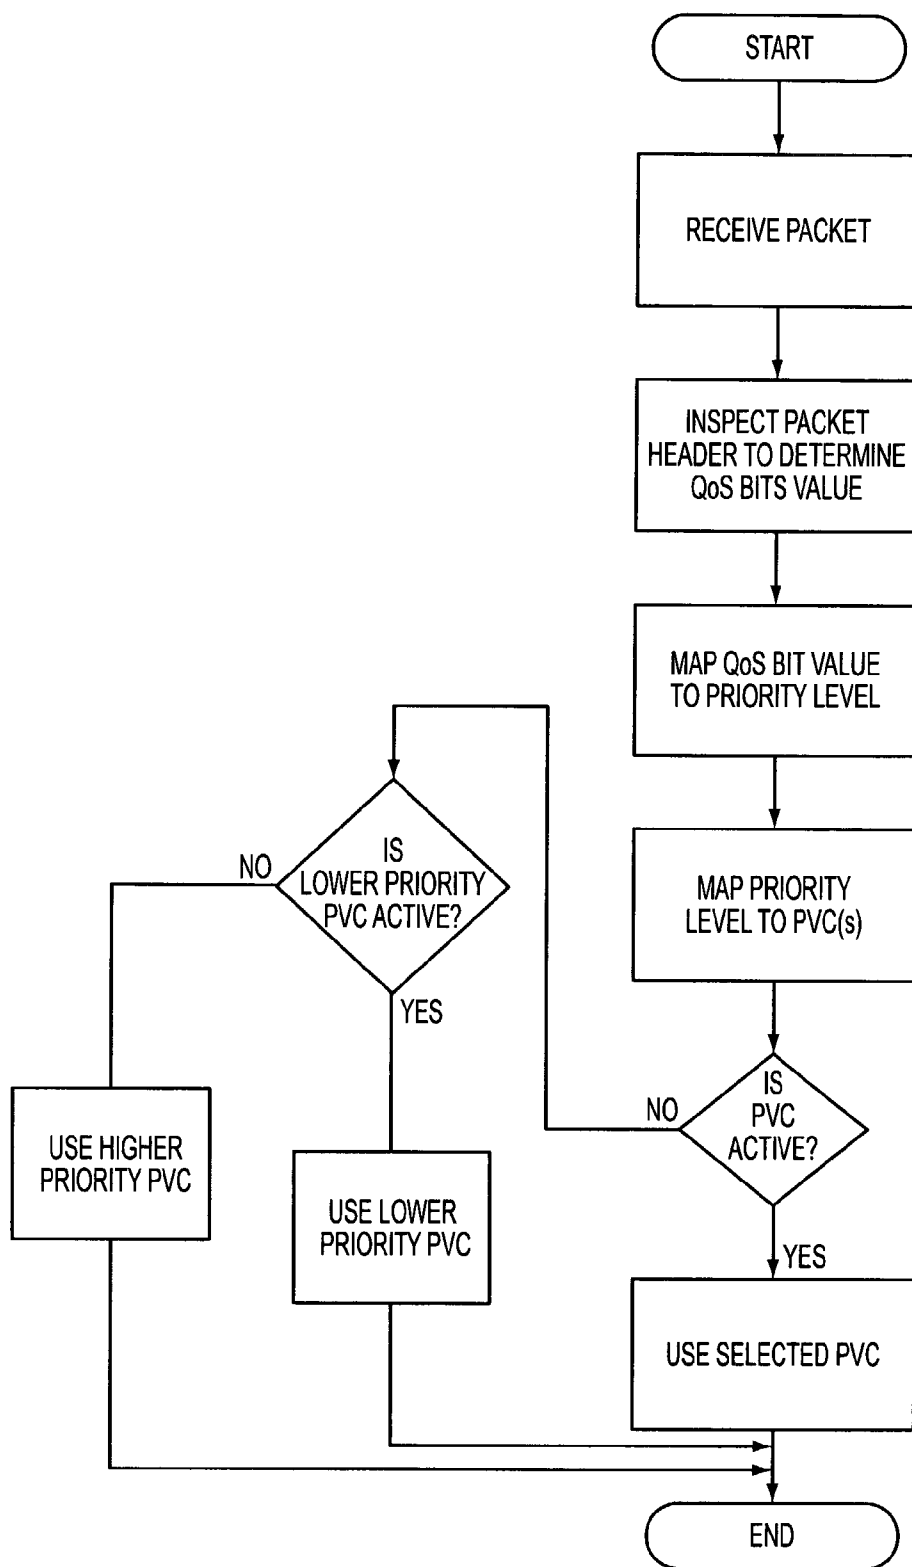 START
RECEIVE PACKET
INSPECT PACKET
HEADER TO DETERMINE
QoS BITS VALUE
MAP QoS BIT VALUE
TO PRIORITY LEVEL
MAP PRIORITY
LEVEL TO PVC(s)
IS
PVC
ACTIVE?
NO
YES
IS
LOWER PRIORITY
PVC ACTIVE?
NO
YES
USE HIGHER
PRIORITY PVC
USE LOWER
PRIORITY PVC
USE SELECTED PVC
END